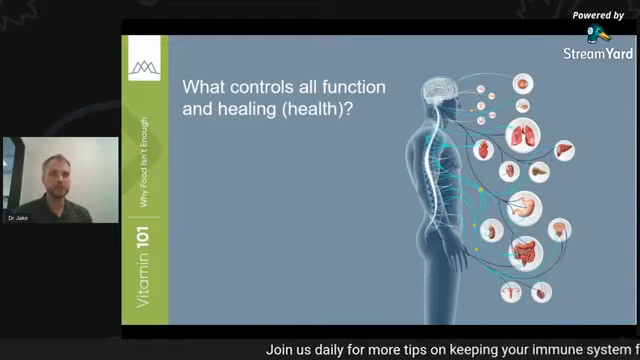 Powered by
StreamYard
What controls all function
and healing (health)?
Why Food Isn't Enough
Vitamin 101
Dr Jake
Join us daily for more tips on keeping your immune system f